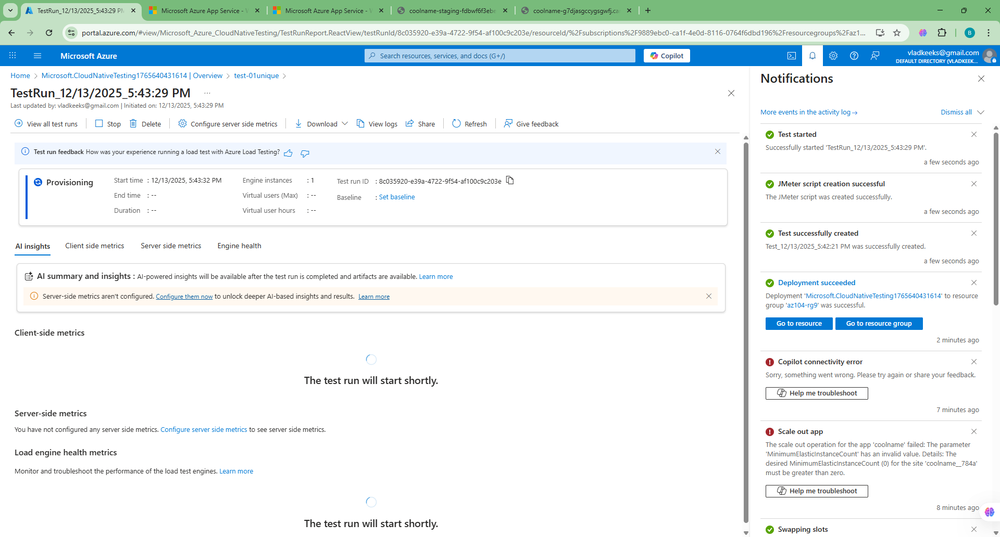 TestRun_12/13/2025_5:43:29 PM
Microsoft Azure App Service - W
Microsoft Azure App Service - W
coolname-staging-fdbwf6f3ebe
coolname-g7djasgccygsgwfj.ca
portal.azure.com/#view/Microsoft_Azure_CloudNativeTesting/TestRunReport.ReactView/testRunId/8c035920-e39a-4722-9f54-af100c9c203e/resourceId/%2Fsubscriptions%2F9889ebc0-ca1f-4e0d-8116-0764f6dbd196%2Fresourcegroups%2Faz1...
B
Microsoft Azure
Search resources, services, and docs (G+/)
Copilot
vladkeeks@gmail.com
DEFAULT DIRECTORY (VLADKEEK...
Home > Microsoft.CloudNativeTesting1765640431614 | Overview > test-01unique >
TestRun_12/13/2025_5:43:29 PM ...
Last updated by: vladkeeks@gmail.com | Initiated on: 12/13/2025, 5:43:29 PM
View all test runs
Stop
Delete
Configure server side metrics
Download
View logs
Share
Refresh
Give feedback
Test run feedback How was your experience running a load test with Azure Load Testing?
Provisioning
Start time : 12/13/2025, 5:43:32 PM
End time : --
Duration : --
Engine instances : 1
Virtual users (Max) : --
Virtual user hours : --
Test run ID : 8c035920-e39a-4722-9f54-af100c9c203e
Baseline : Set baseline
AI insights
Client side metrics
Server side metrics
Engine health
AI summary and insights : AI-powered insights will be available after the test run is completed and artifacts are available. Learn more
Server-side metrics aren't configured. Configure them now to unlock deeper AI-based insights and results. Learn more
Client-side metrics
The test run will start shortly.
Server-side metrics
You have not configured any server side metrics. Configure server side metrics to see server side metrics.
Load engine health metrics
Monitor and troubleshoot the performance of the load test engines. Learn more
The test run will start shortly.
Notifications
More events in the activity log →
Dismiss all
Test started
Successfully started 'TestRun_12/13/2025_5:43:29 PM'.
a few seconds ago
JMeter script creation successful
The JMeter script was created successfully.
a few seconds ago
Test successfully created
Test_12/13/2025_5:42:21 PM was successfully created.
a few seconds ago
Deployment succeeded
Deployment 'Microsoft.CloudNativeTesting1765640431614' to resource
group 'az104-rg9' was successful.
Go to resource
Go to resource group
2 minutes ago
Copilot connectivity error
Sorry, something went wrong. Please try again or share your feedback.
Help me troubleshoot
7 minutes ago
Scale out app
The scale out operation for the app 'coolname' failed: The parameter
'MinimumElasticInstanceCount' has an invalid value. Details: The
desired MinimumElasticInstanceCount (0) for the site 'coolname__784a'
must be greater than zero.
Help me troubleshoot
8 minutes ago
Swapping slots